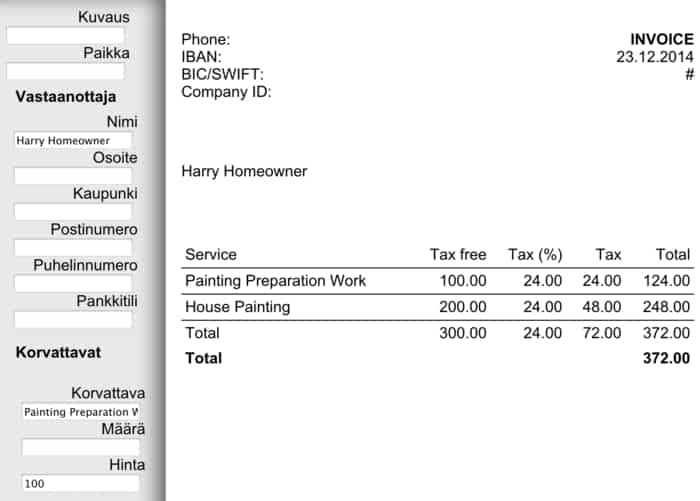 Kuvaus
Paikka
Vastaanottaja
Nimi
Harry Homeowner
Osoite
Kaupunki
Postinumero
Puhelinnumero
Pankkitili
Korvattavat
Korvattava
Painting Preparation W
Määrä
Hinta
100
Phone: INVOICE
IBAN: 23.12.2014
BIC/SWIFT: #
Company ID:
Harry Homeowner
Service Tax free Tax (%) Tax Total
Painting Preparation Work 100.00 24.00 24.00 124.00
House Painting 200.00 24.00 48.00 248.00
Total 300.00 24.00 72.00 372.00
Total 372.00